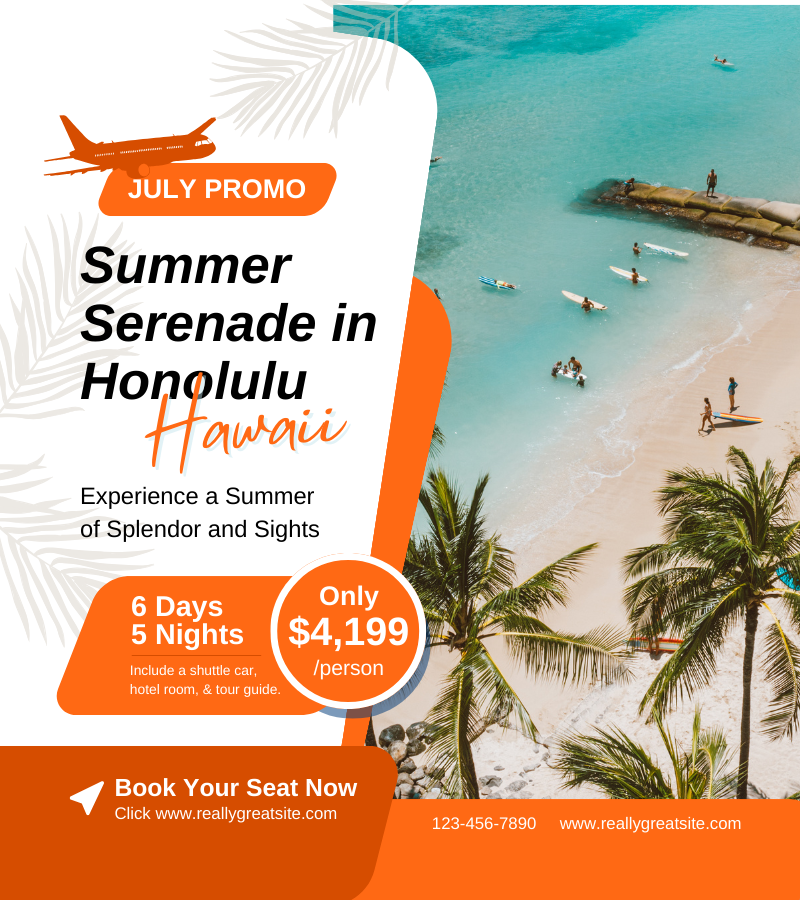 JULY PROMO
Summer
Serenade in
Honolulu
Hawaii
Experience a Summer
of Splendor and Sights
6 Days
5 Nights
Include a shuttle car,
hotel room, & tour guide.
Only
$4,199
/person
Book Your Seat Now
Click www.reallygreatsite.com
123-456-7890 www.reallygreatsite.com